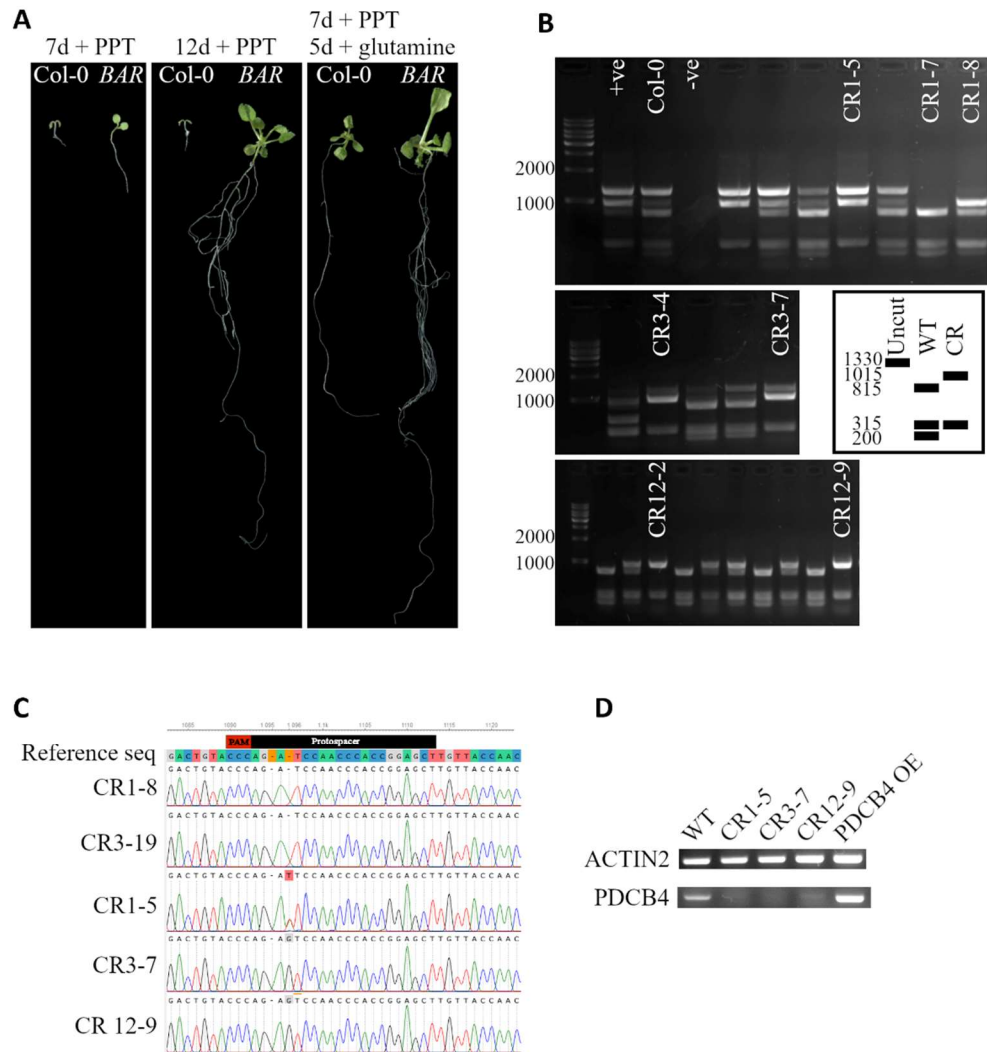 A
7d + PPT
12d + PPT
7d + PPT
5d + glutamine
Col-0 BAR
Col-0 BAR
Col-0 BAR
B
+ve
Col-0
-ve
CR1-5
CR1-7
CR1-8
2000
1000
CR3-4
CR3-7
2000
1000
Uncut
WT
CR
1330
1015
815
315
200
CR12-2
CR12-9
2000
1000
C
PAM Protospacer
Reference seq
GACTGTACCCAG-A-TCCAACCCACCGGAGCTTGTTACCAAC
GACTGTACCCAG-A-TCCAACCCACCGGAGCTTGTTACCAAC
CR1-8
GACTGTACCCAG-A-TCCAACCCACCGGAGCTTGTTACCAAC
CR3-19
GACTGTACCCAG-ATTCCAACCCACCGGAGCTTGTTACCAAC
CR1-5
GACTGTACCCAG-AGTCCAACCCACCGGAGCTTGTTACCAAC
CR3-7
GACTGTACCCAG-AGTCCAACCCACCGGAGCTTGTTACCAAC
CR 12-9
D
WT
CR1-5
CR3-7
CR12-9
PDCB4 OE
ACTIN2
PDCB4